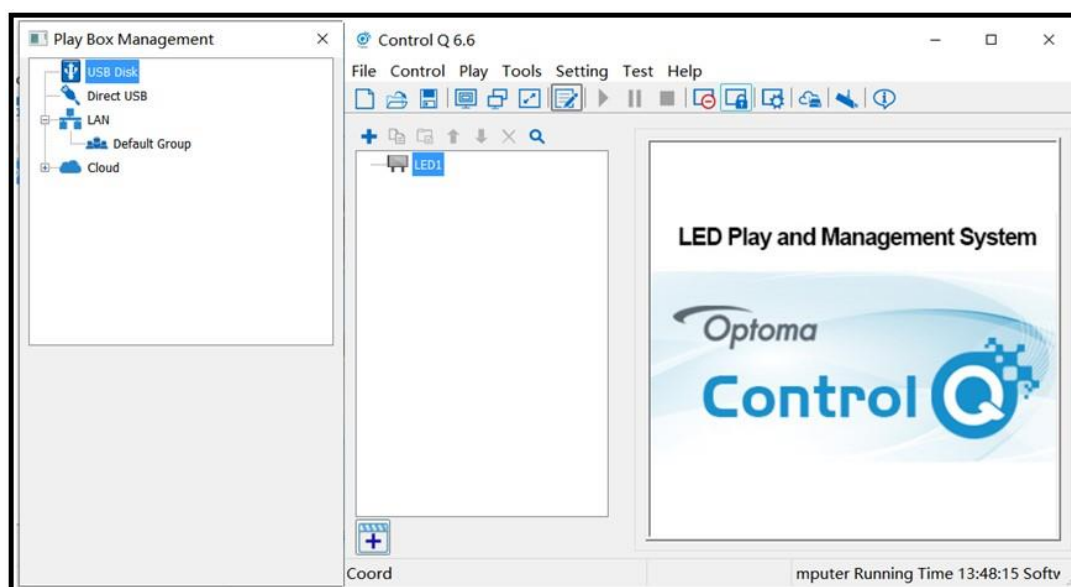 Play Box Management
USB Disk
Direct USB
LAN
Default Group
Cloud
Control Q 6.6
File Control Play Tools Setting Test Help
LED1
LED Play and Management System
Optoma
Control Q
Coord
mputer Running Time 13:48:15 Softv